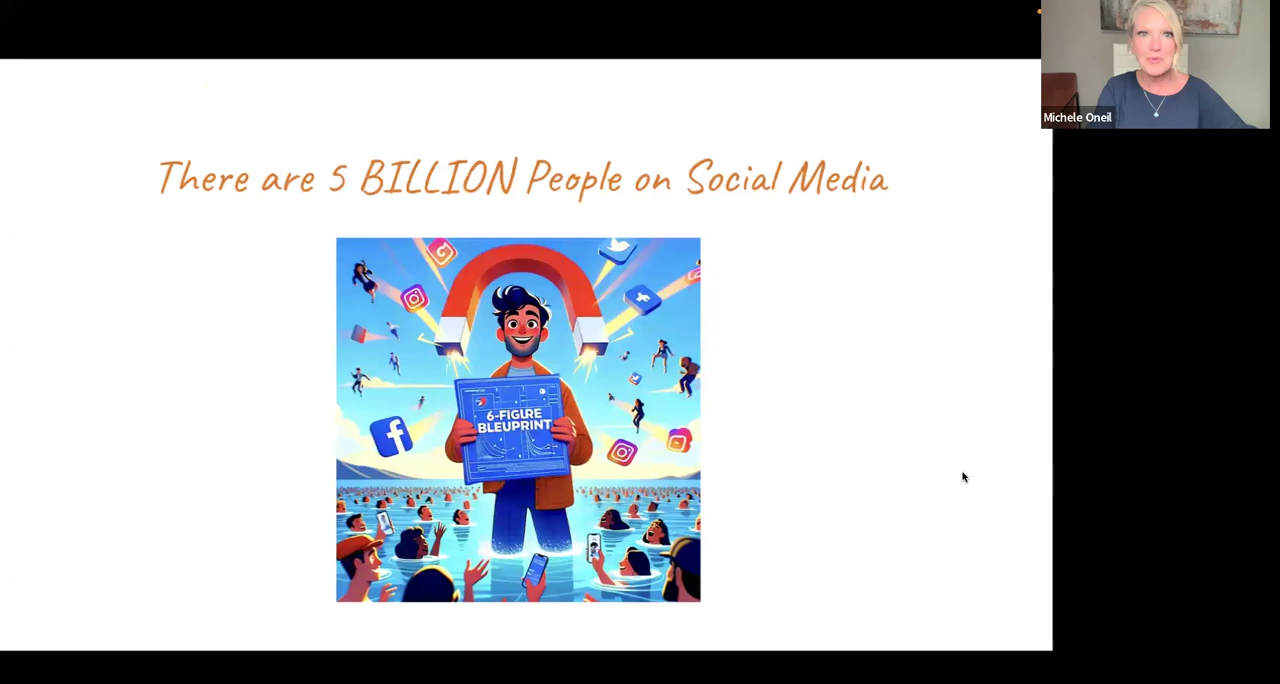 Michele Oneil
There are 5 BILLION People on Social Media
6-FIGURE
BLEUPRINT